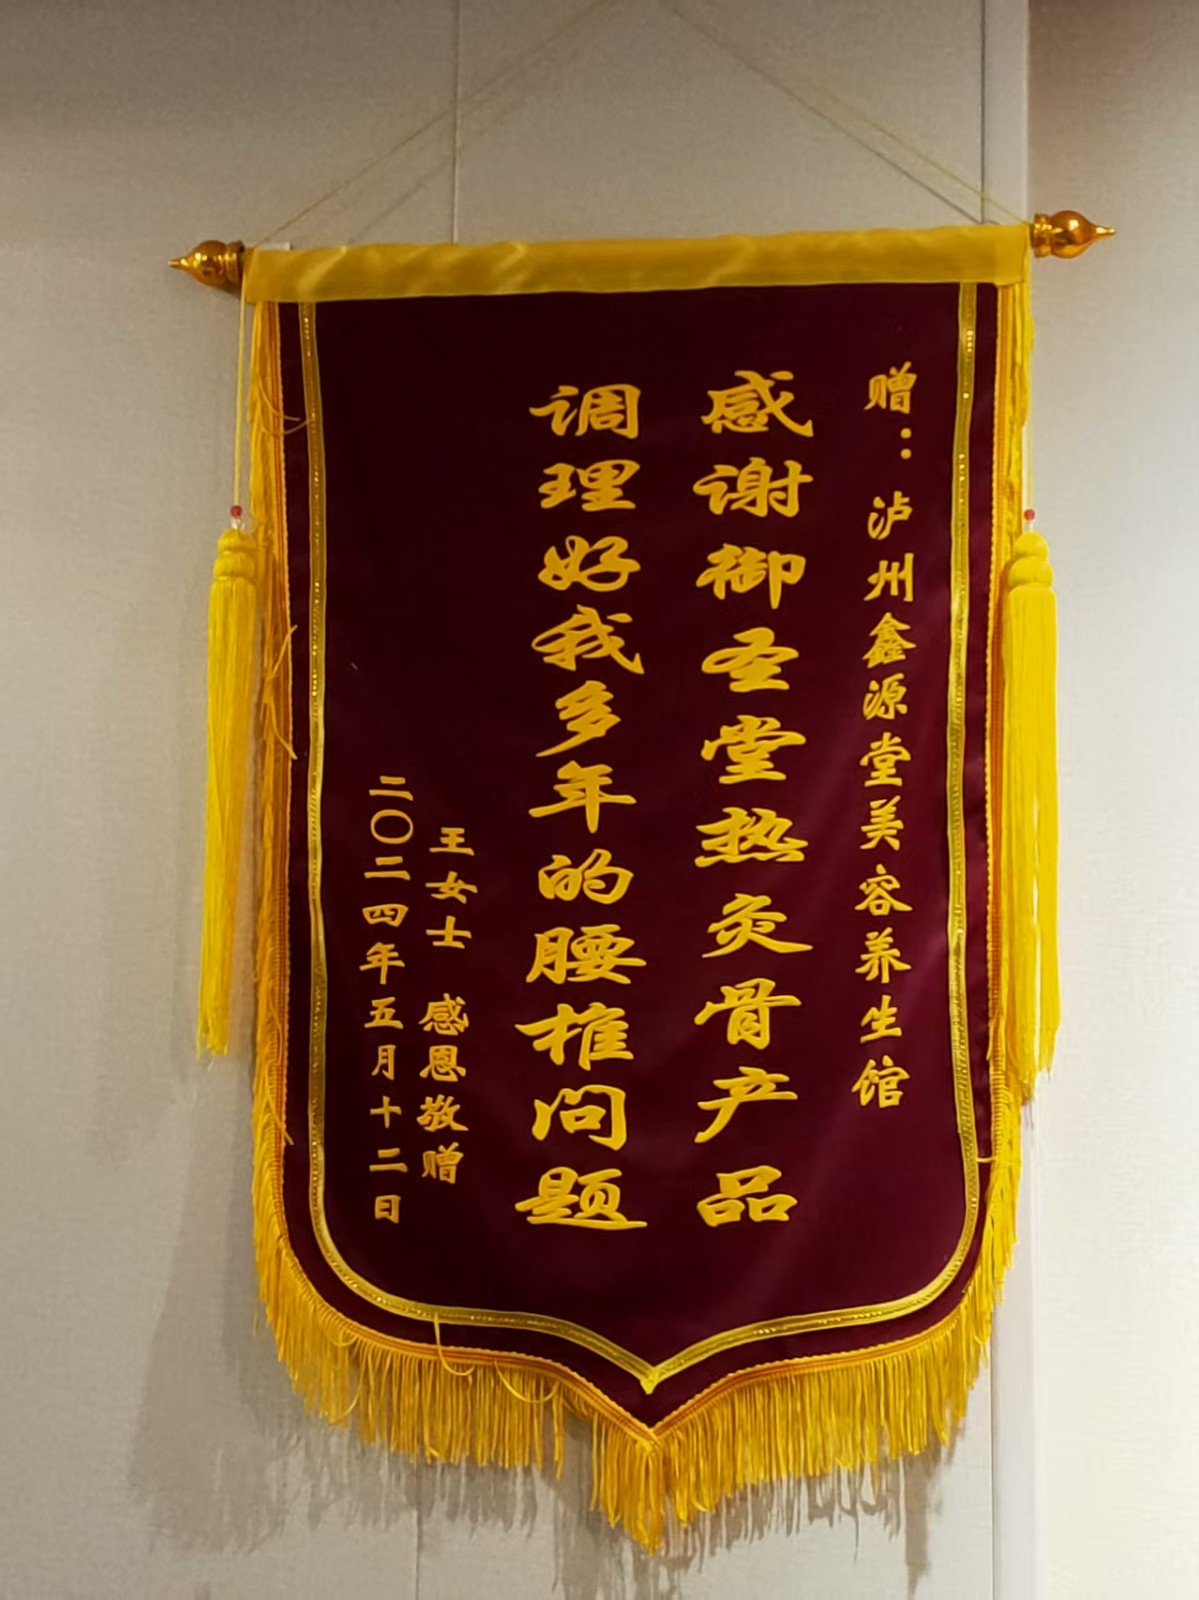 赠：泸州鑫源堂美容养生馆
感谢御圣堂热灸骨产品
调理好我多年的腰椎问题
王女士 感恩敬赠
二〇二四年五月十二日